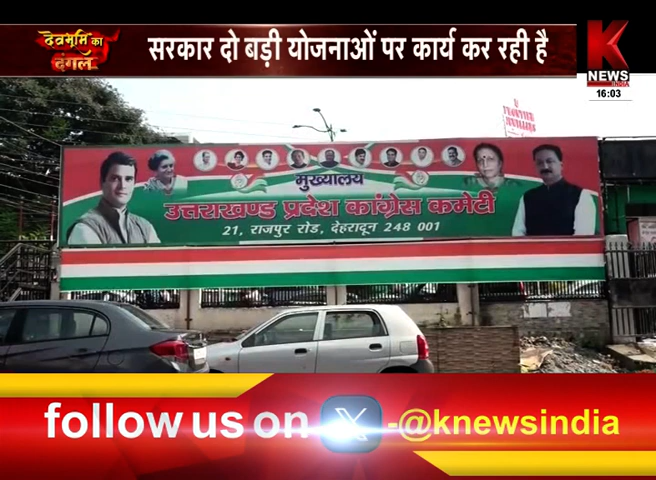 देवभूमि का
दंगल
सरकार दो बड़ी योजनाओं पर कार्य कर रही है
K
NEWS
INDIA
16:03
मुख्यालय
उत्तराखण्ड प्रदेश कांग्रेस कमेटी
21, राजपुर रोड, देहरादून 248 001
follow us on X -@knewsindia